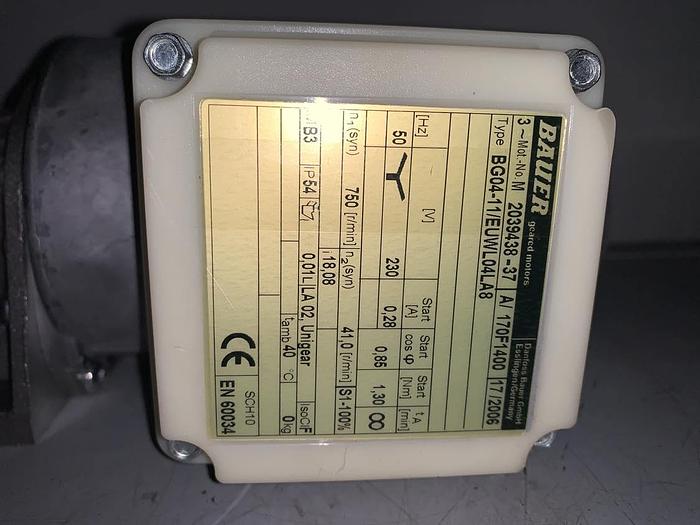 BAUER geared motors Danfoss Bauer GmbH
Esslingen/Germany
3~Mot.-No.M 2039438-37 AI 170F1400 17/2006
Type BG04-11/EUWL04LA8
[Hz] [V] Start [A] Start cos φ Start [Nm] tA [min]
50 230 0,28 0,85 1,30 ∞
n1(syn) 750 [r/min] n2(syn) 41,0 [r/min] S1-100%
i 18,08
IP54 0,01L/LA 02, Unigear IsoCl F
tamb 40 °C 0 kg
SCH10
CE EN 60034